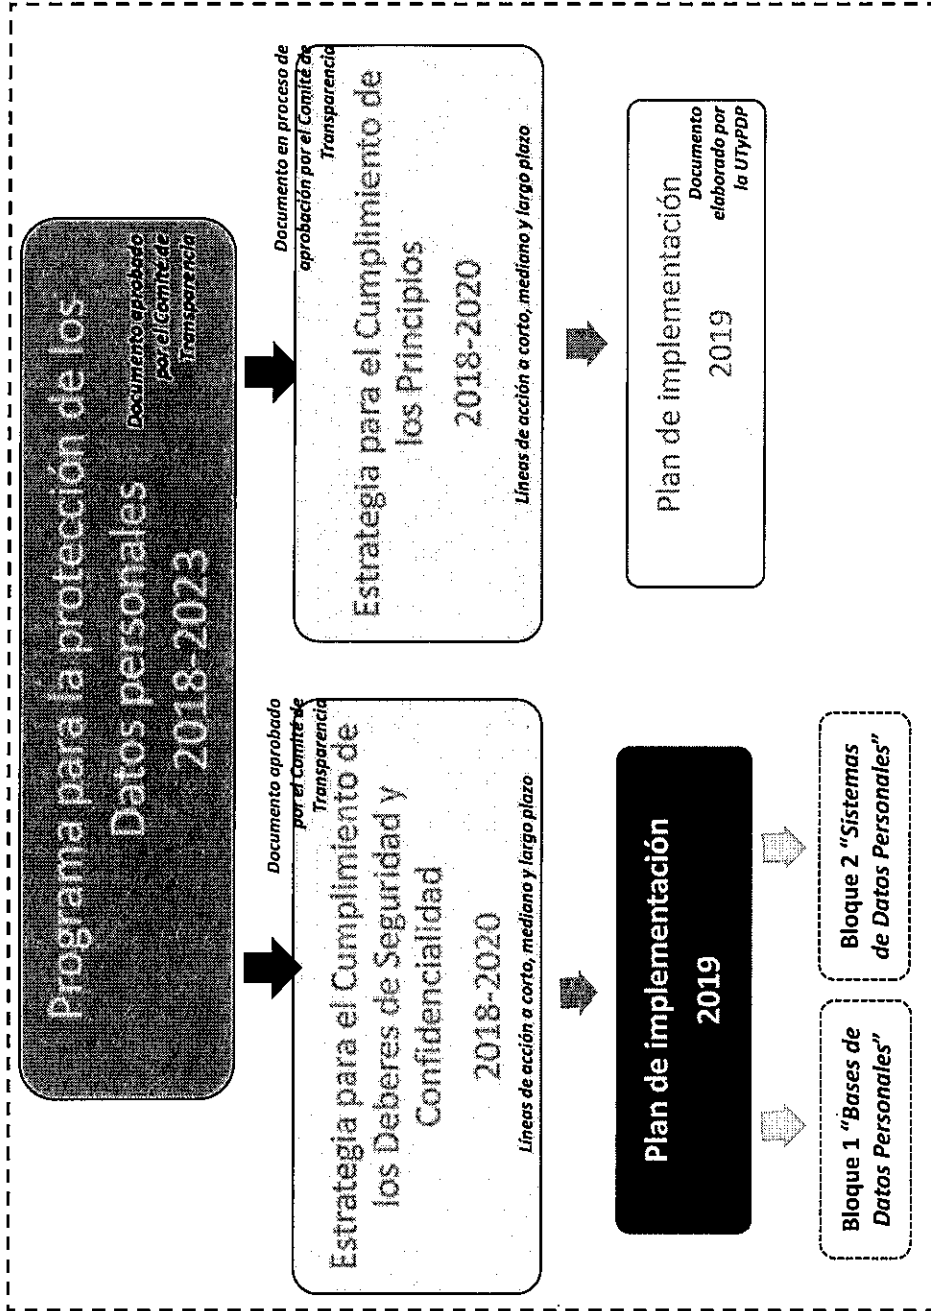 Programa para la protección de los
Datos personales
2018-2023
Documento aprobado
por el Comité de
Transparencia
Documento aprobado
por el Comité de
Transparencia
Estrategia para el Cumplimiento de
los Deberes de Seguridad y
Confidencialidad
2018-2020
Líneas de acción a corto, mediano y largo plazo
Documento en proceso de
aprobación por el Comité de
Transparencia
Estrategia para el Cumplimiento de
los Principios
2018-2020
Líneas de acción a corto, mediano y largo plazo
Plan de implementación
2019
Plan de implementación
2019
Documento
elaborado por
la UTyPDP
Bloque 1 "Bases de
Datos Personales"
Bloque 2 "Sistemas
de Datos Personales"